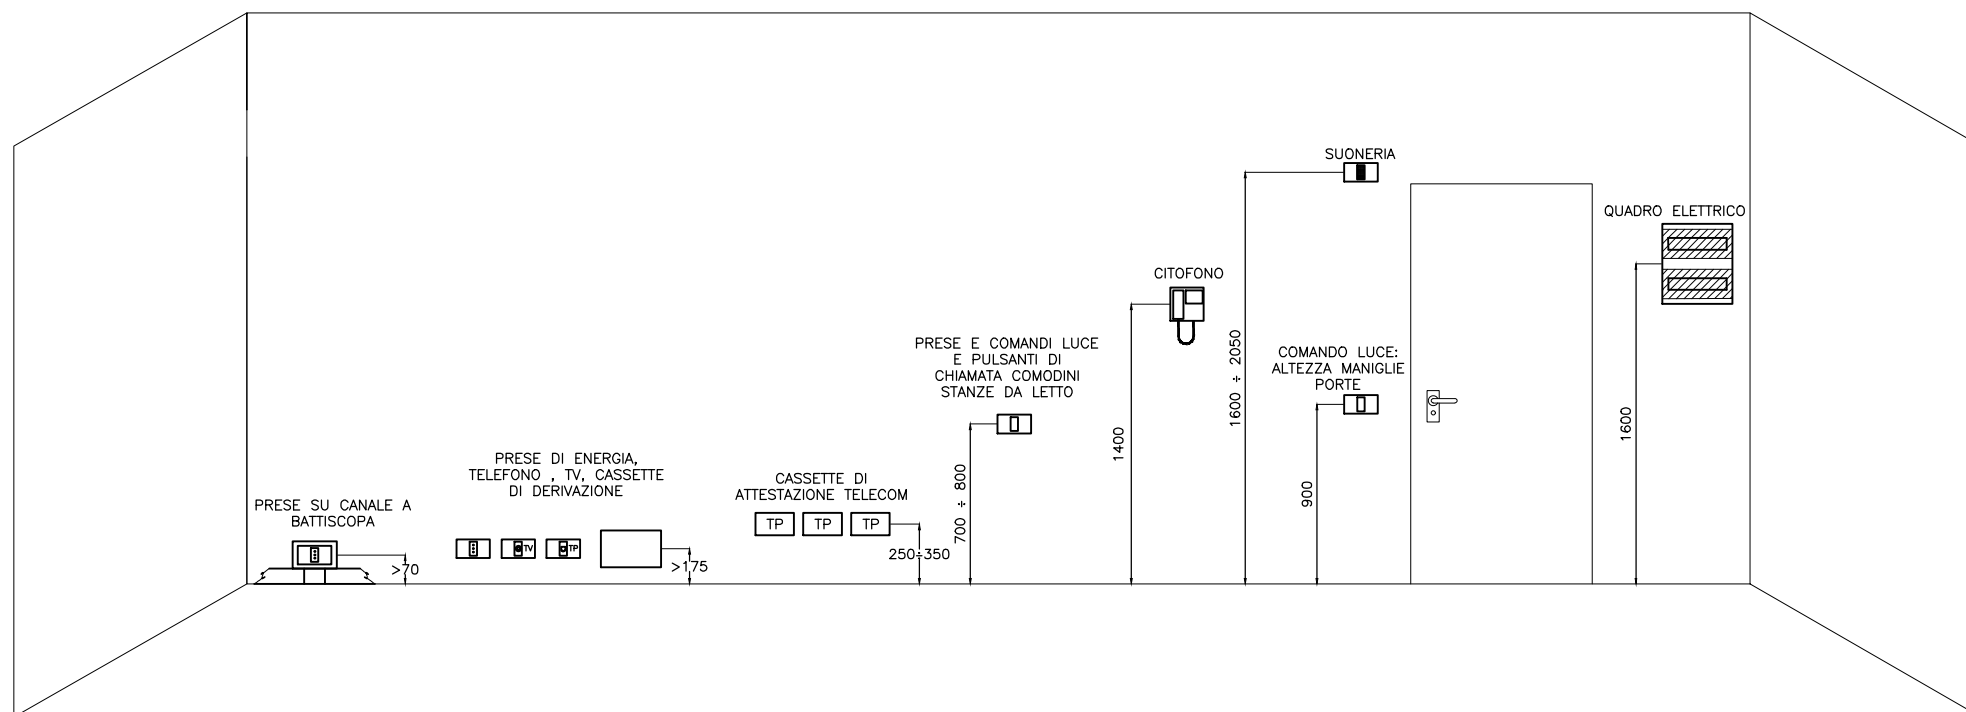 SUONERIA
QUADRO ELETTRICO
CITOFONO
PRESE E COMANDI LUCE
E PULSANTI DI
CHIAMATA COMODINI
STANZE DA LETTO
COMANDO LUCE:
ALTEZZA MANIGLIE
PORTE
1600 ÷ 2050
1600
1400
900
700 ÷ 800
PRESE DI ENERGIA,
TELEFONO , TV, CASSETTE
DI DERIVAZIONE
CASSETTE DI
ATTESTAZIONE TELECOM
PRESE SU CANALE A
BATTISCOPA
TP TP TP
TV TP
250÷350
>175
>70